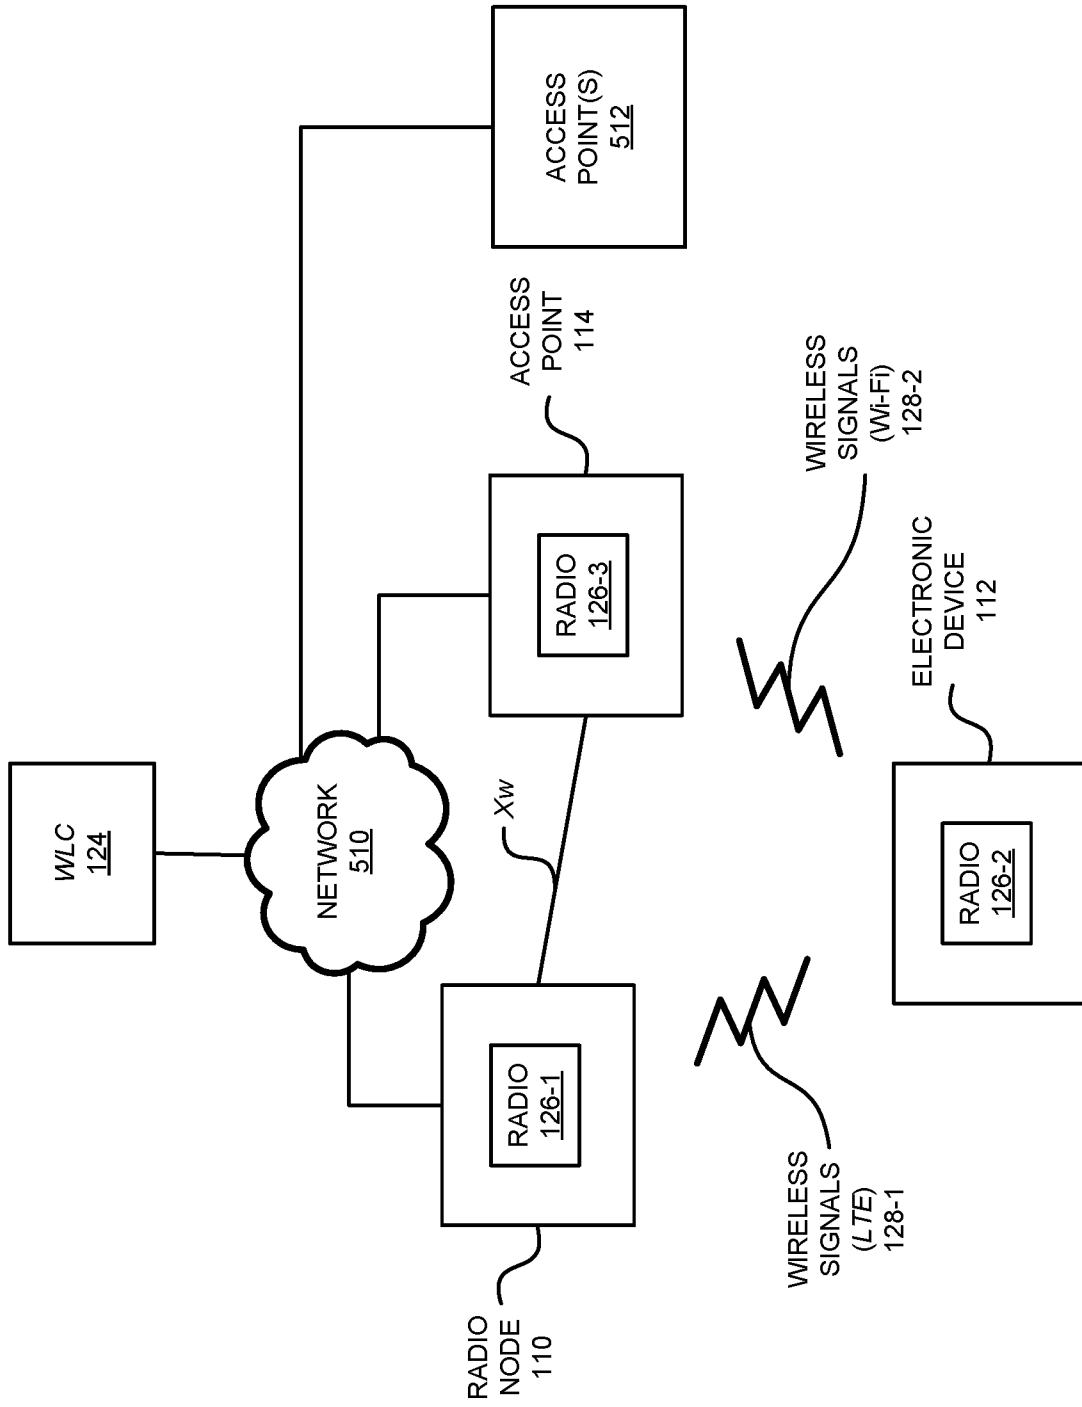 WLC
124
NETWORK
510
ACCESS
POINT(S)
512
RADIO
NODE
110
RADIO
126-1
Xw
RADIO
126-3
ACCESS
POINT
114
WIRELESS
SIGNALS
(LTE)
128-1
WIRELESS
SIGNALS
(Wi-Fi)
128-2
RADIO
126-2
ELECTRONIC
DEVICE
112